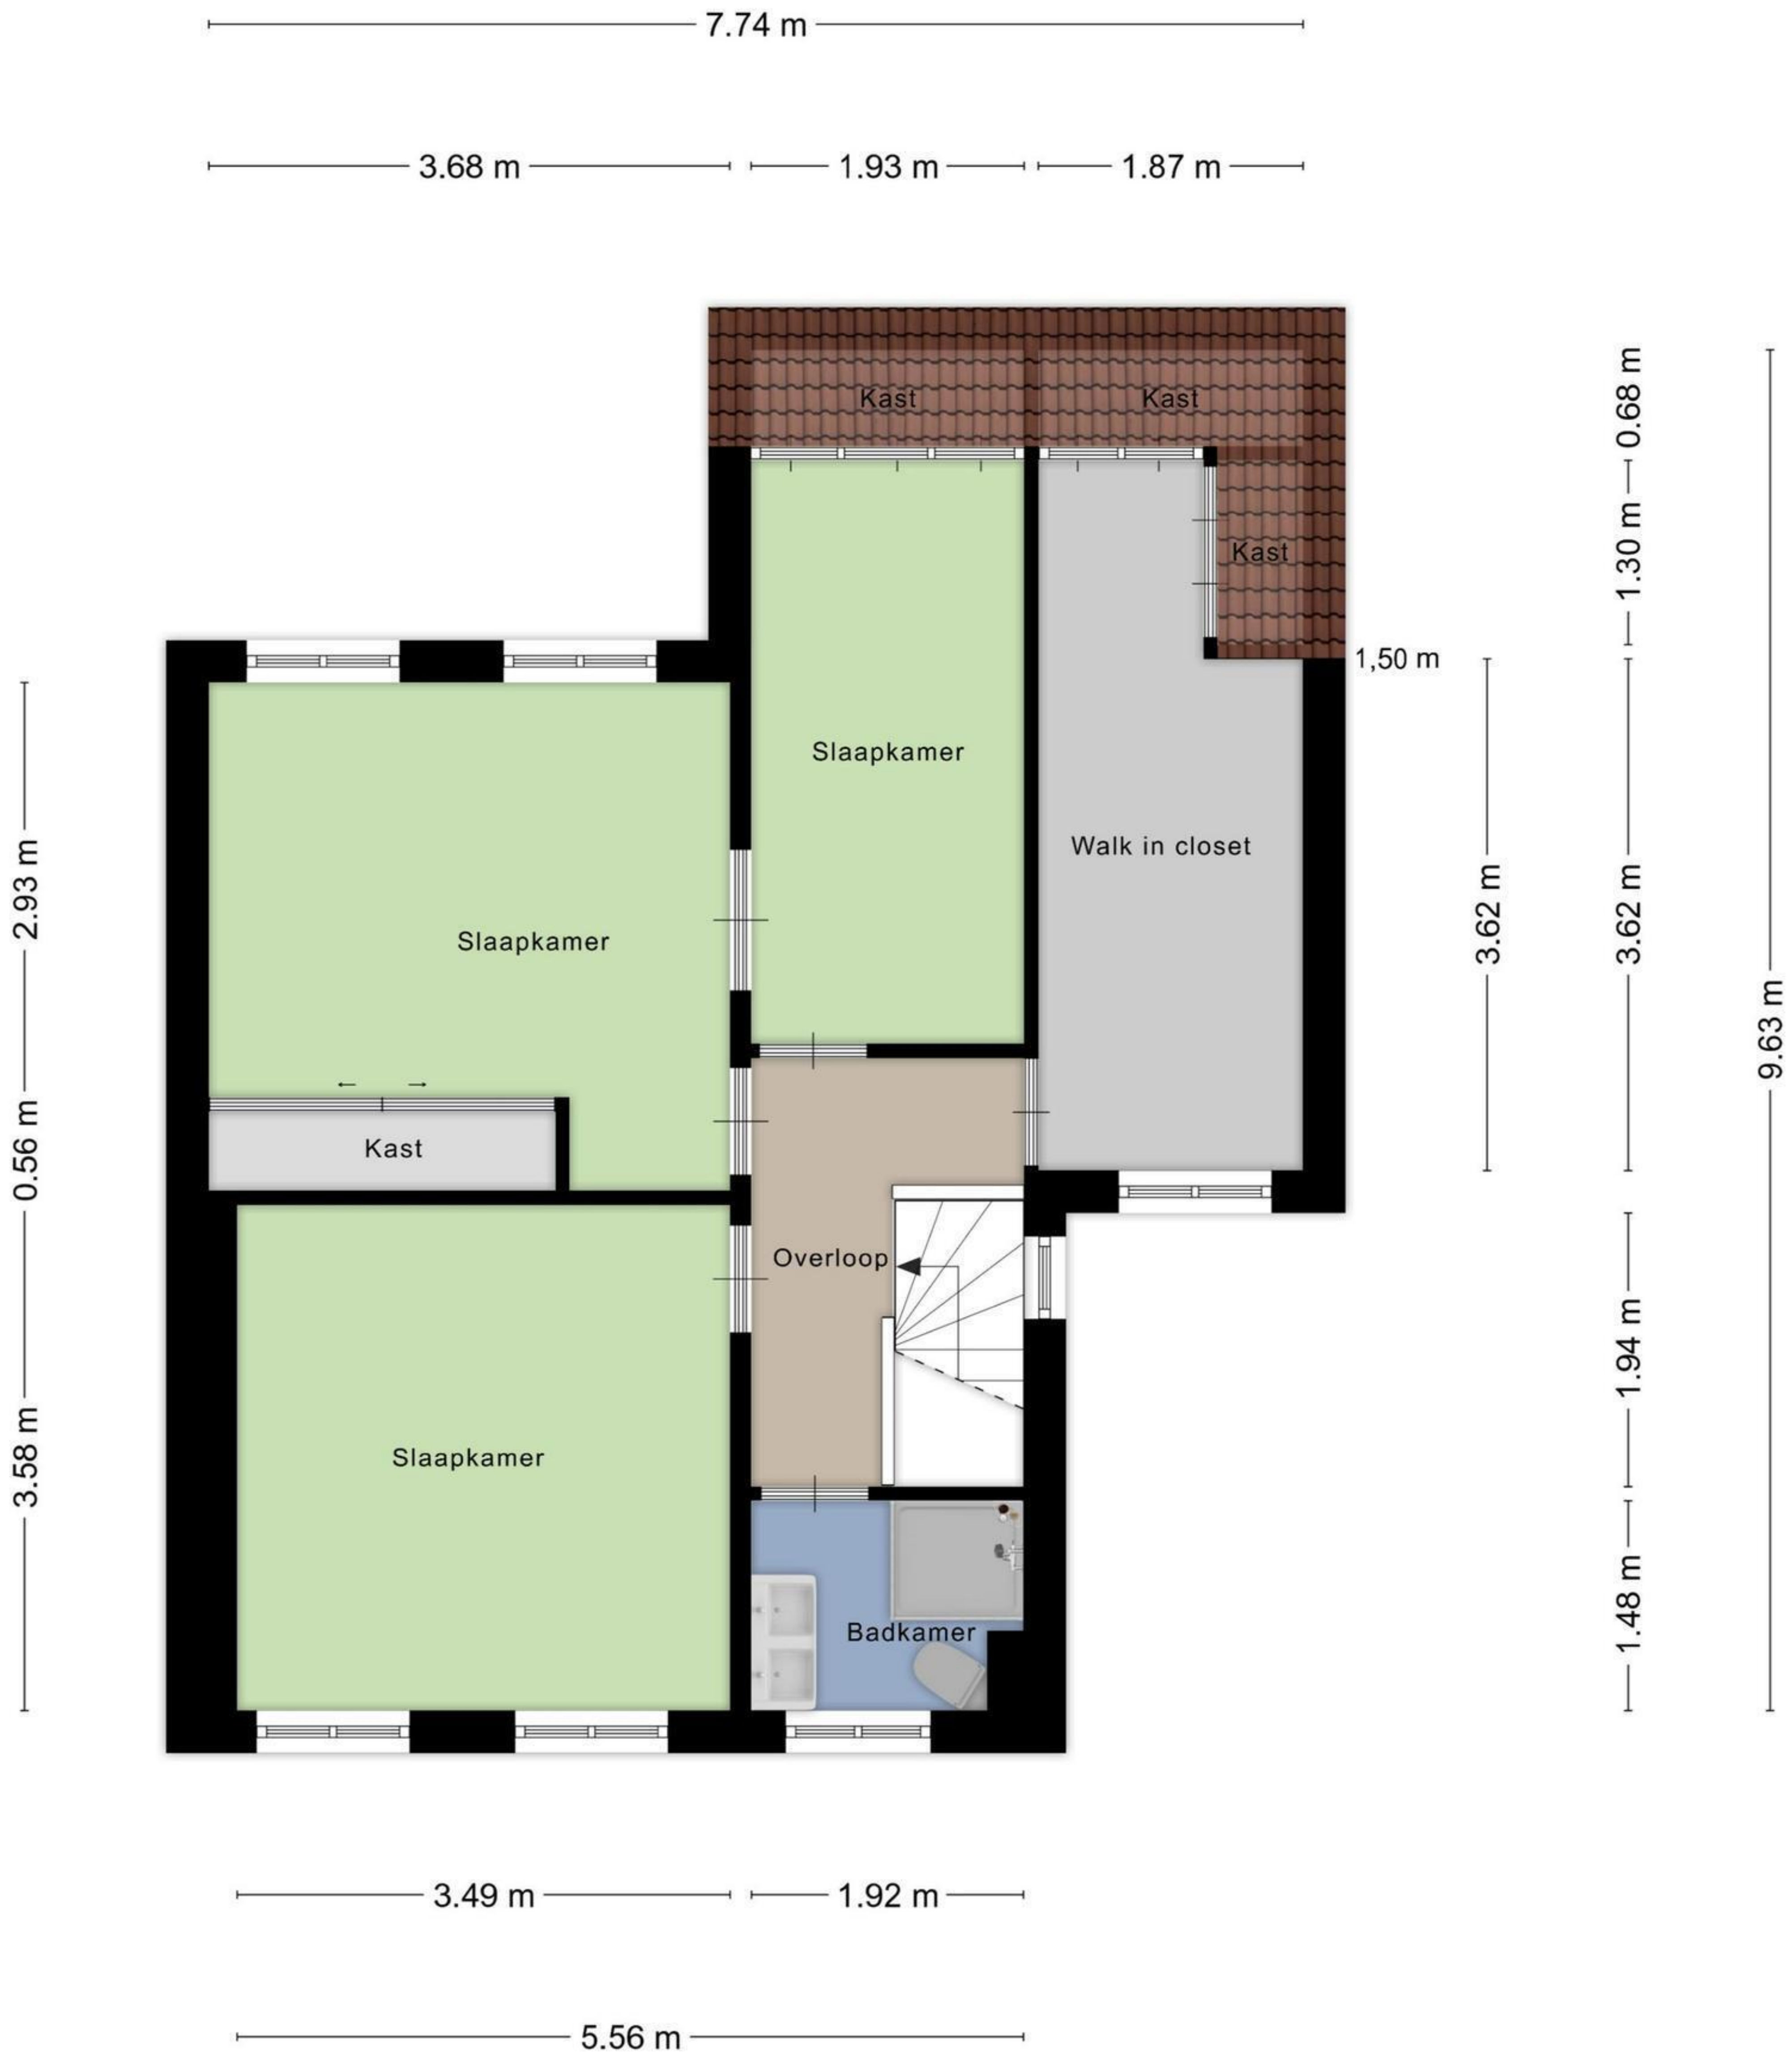 7.74 m
3.68 m
1.93 m
1.87 m
Kast
Kast
0.68 m
Kast
1.30 m
1,50 m
Slaapkamer
Walk in closet
2.93 m
Slaapkamer
3.62 m
3.62 m
9.63 m
Kast
0.56 m
Overloop
1.94 m
Slaapkamer
3.58 m
Badkamer
1.48 m
3.49 m
1.92 m
5.56 m